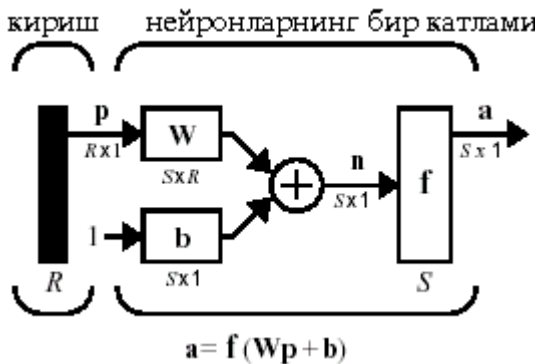 кириш нейронларнинг бир катлами
p W n a
R x 1 S x R S x 1 f S x 1
1 b
R S x 1 S
a = f (Wp + b)